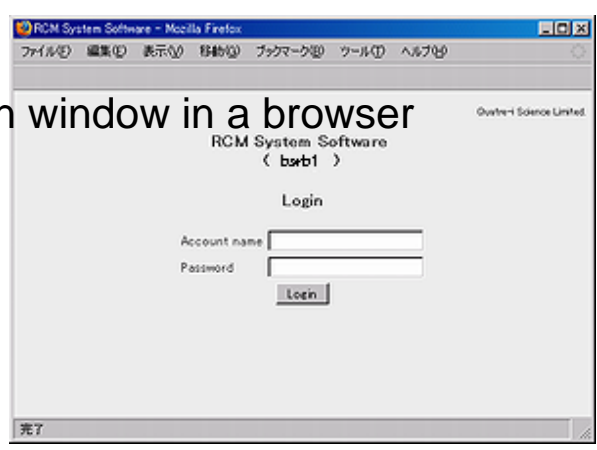 RCM System Software - Mozilla Firefox
ファイル(F) 編集(E) 表示(V) 移動(G) ブックマーク(B) ツール(T) ヘルプ(H)
n window in a browser
Quatre-i Science Limited.
RCM System Software
( bsrb1 )
Login
Account name
Password
Login
完了